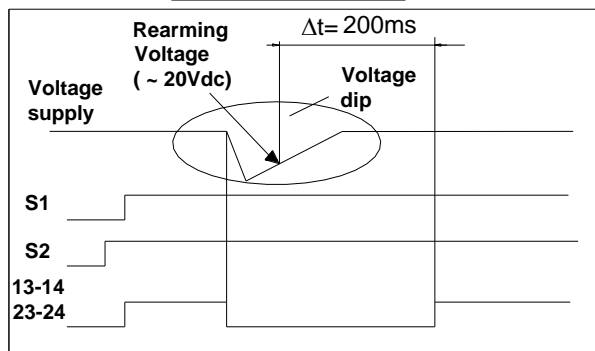 Rearming
Voltage
( ~ 20Vdc)
Δt= 200ms
Voltage
supply
Voltage
dip
S1
S2
13-14
23-24